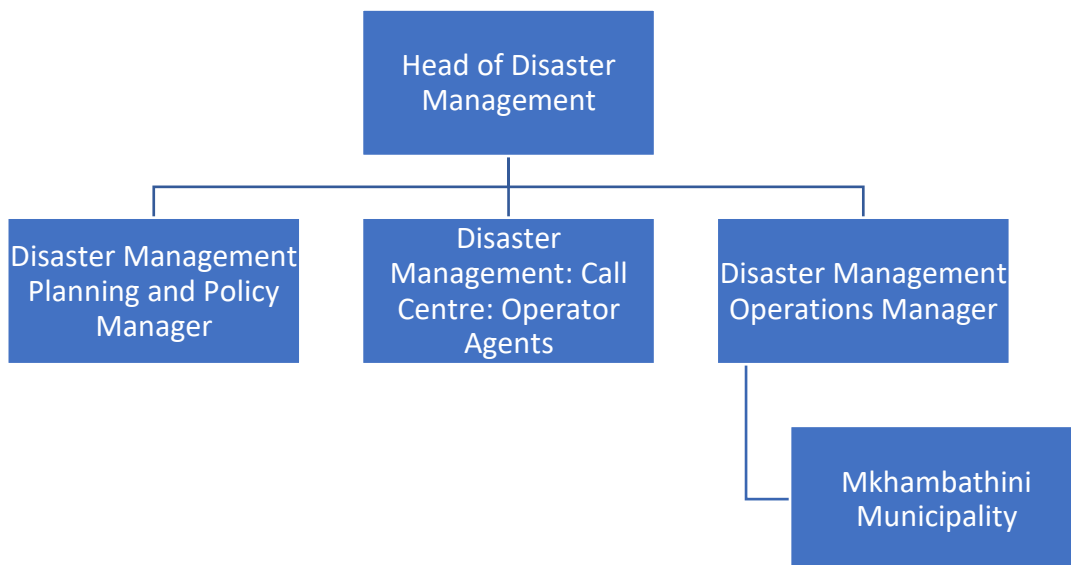 Head of Disaster
Management
Disaster Management
Planning and Policy
Manager
Disaster
Management: Call
Centre: Operator
Agents
Disaster Management
Operations Manager
Mkhambathini
Municipality